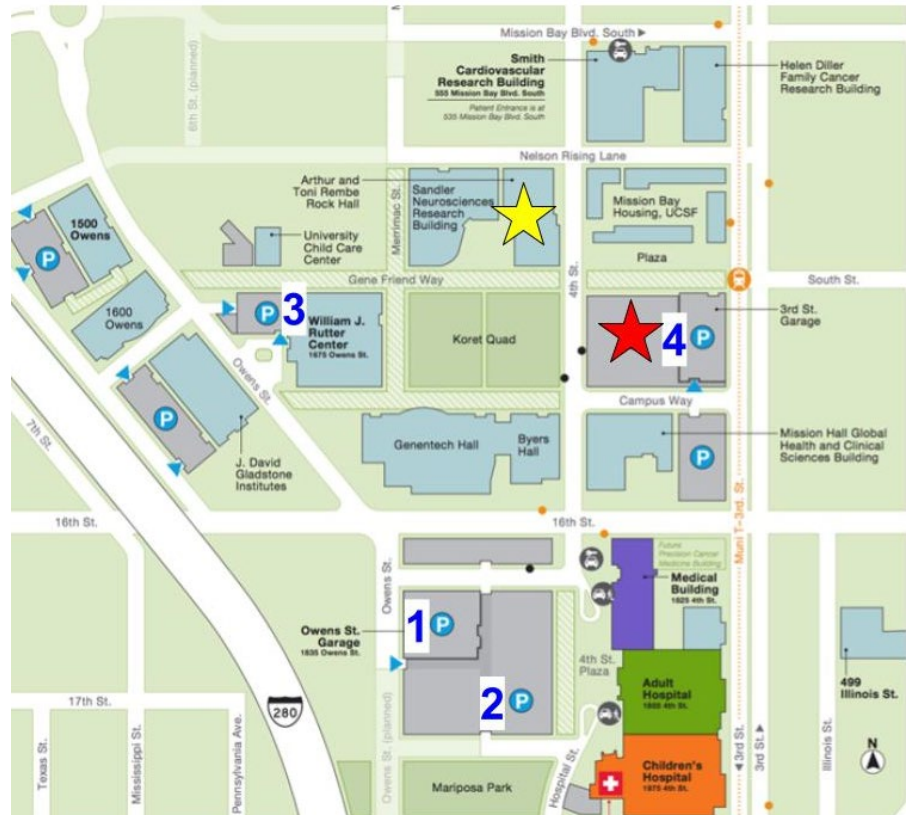 Mission Bay Blvd. South
Smith
Cardiovascular
Research Building
555 Mission Bay Blvd. South
Patient Entrance is at
535 Mission Bay Blvd. South
Helen Diller
Family Cancer
Research Building
6th St. (planned)
Nelson Rising Lane
Arthur and
Toni Rembe
Rock Hall
Merrimac St.
Sandler
Neurosciences
Research
Building
Mission Bay
Housing, UCSF
Plaza
University
Child Care
Center
1500
Owens
P
1600
Owens
Gene Friend Way
4th St.
South St.
P
3
William J.
Rutter
Center
1675 Owens St.
Koret Quad
4
P
3rd St.
Garage
Owens St.
P
Campus Way
Genentech Hall
Byers
Hall
P
Mission Hall Global
Health and Clinical
Sciences Building
J. David
Gladstone
Institutes
7th St.
Muni T-3rd. St.
16th St.
16th St.
Future
Precision Cancer
Medicine Building
Medical
Building
1825 4th St.
Owens St.
1
P
Owens St.
Garage
1835 Owens St.
2
P
4th St.
Plaza
Adult
Hospital
1855 4th St.
499
Illinois St.
17th St.
280
Owens St. (planned)
Texas St.
Mississippi St.
Pennsylvania Ave.
Mariposa Park
Hospital St.
Children's
Hospital
1975 4th St.
3rd St.
3rd St.
Illinois St.
N